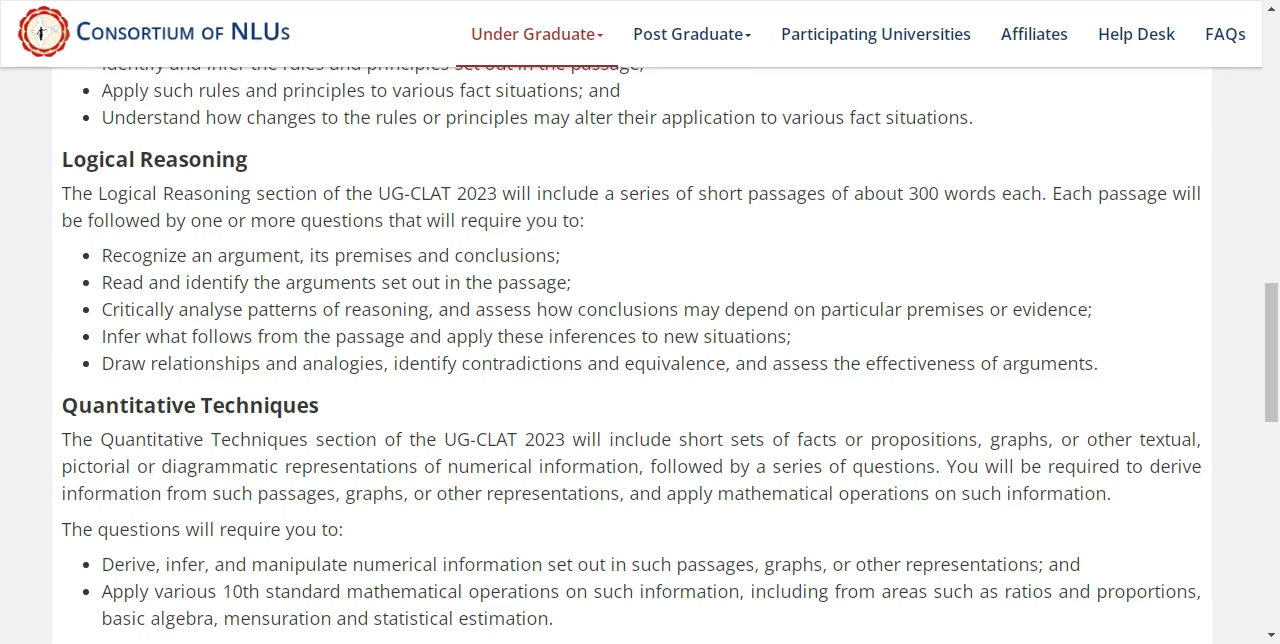 CONSORTIUM OF NLUS
Under Graduate Post Graduate Participating Universities Affiliates Help Desk FAQs
Identify and infer the rules and principles set out in the passage;
Apply such rules and principles to various fact situations; and
Understand how changes to the rules or principles may alter their application to various fact situations.
Logical Reasoning
The Logical Reasoning section of the UG-CLAT 2023 will include a series of short passages of about 300 words each. Each passage will
be followed by one or more questions that will require you to:
Recognize an argument, its premises and conclusions;
Read and identify the arguments set out in the passage;
Critically analyse patterns of reasoning, and assess how conclusions may depend on particular premises or evidence;
Infer what follows from the passage and apply these inferences to new situations;
Draw relationships and analogies, identify contradictions and equivalence, and assess the effectiveness of arguments.
Quantitative Techniques
The Quantitative Techniques section of the UG-CLAT 2023 will include short sets of facts or propositions, graphs, or other textual,
pictorial or diagrammatic representations of numerical information, followed by a series of questions. You will be required to derive
information from such passages, graphs, or other representations, and apply mathematical operations on such information.
The questions will require you to:
Derive, infer, and manipulate numerical information set out in such passages, graphs, or other representations; and
Apply various 10th standard mathematical operations on such information, including from areas such as ratios and proportions,
basic algebra, mensuration and statistical estimation.